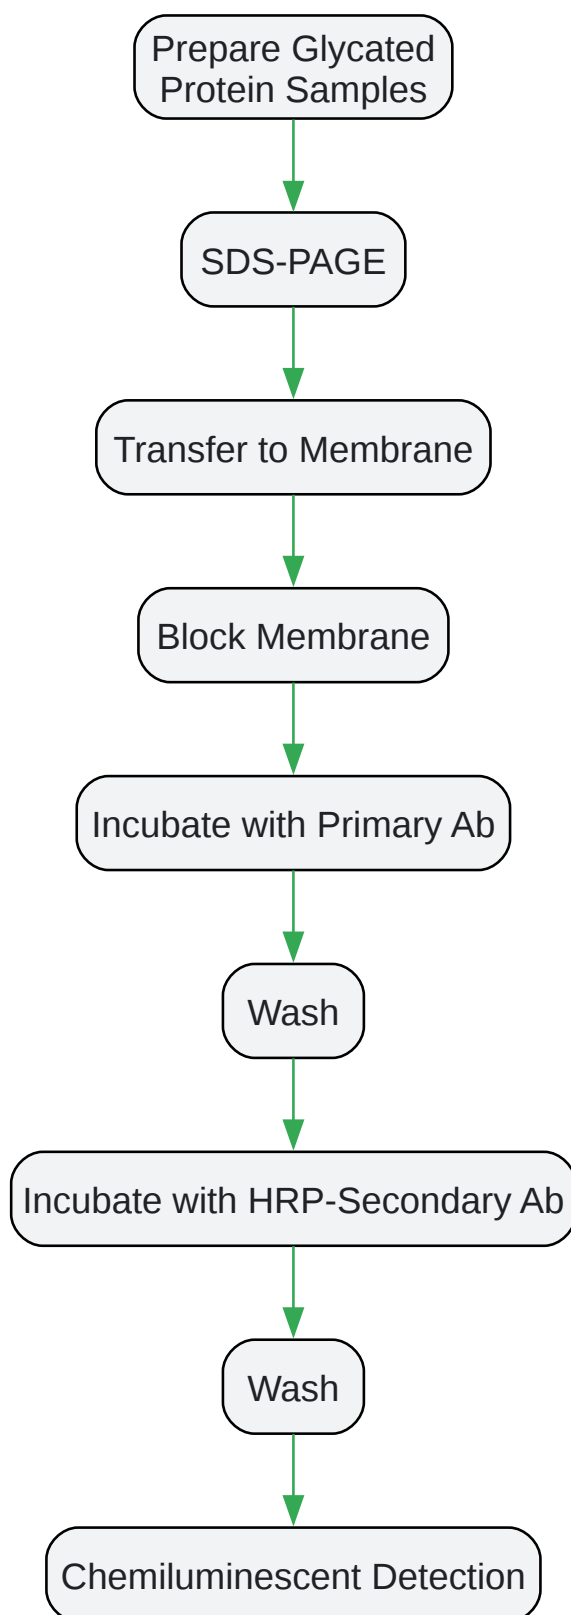 Prepare Glycated
Protein Samples
SDS-PAGE
Transfer to Membrane
Block Membrane
Incubate with Primary Ab
Wash
Incubate with HRP-Secondary Ab
Wash
Chemiluminescent Detection